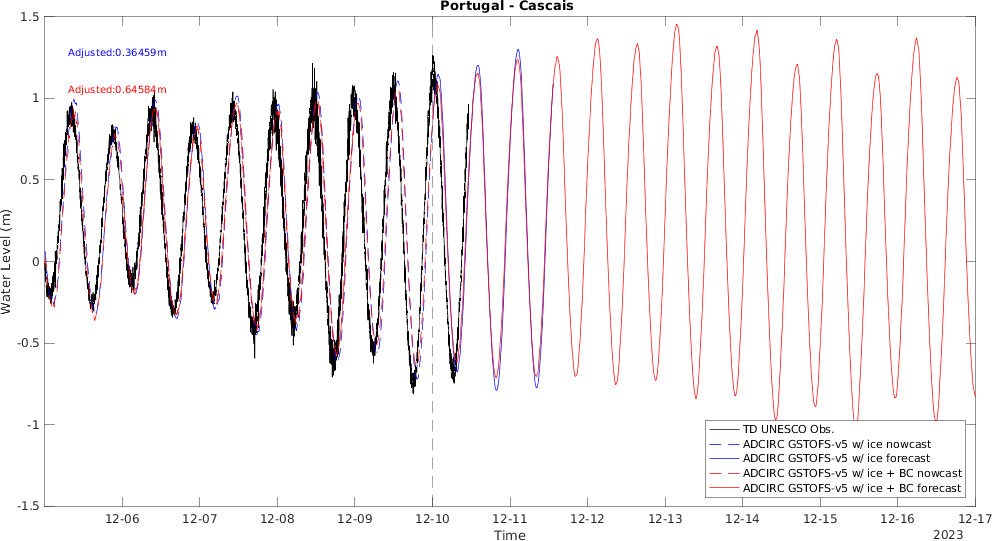 Portugal - Cascais
1.5
1
0.5
0
-0.5
-1
-1.5
Water Level (m)
Adjusted:0.36459m
Adjusted:0.64584m
TD UNESCO Obs.
ADCIRC GSTOFS-v5 w/ ice nowcast
ADCIRC GSTOFS-v5 w/ ice forecast
ADCIRC GSTOFS-v5 w/ ice + BC nowcast
ADCIRC GSTOFS-v5 w/ ice + BC forecast
12-06 12-07 12-08 12-09 12-10 12-11 12-12 12-13 12-14 12-15 12-16 12-17
Time
2023